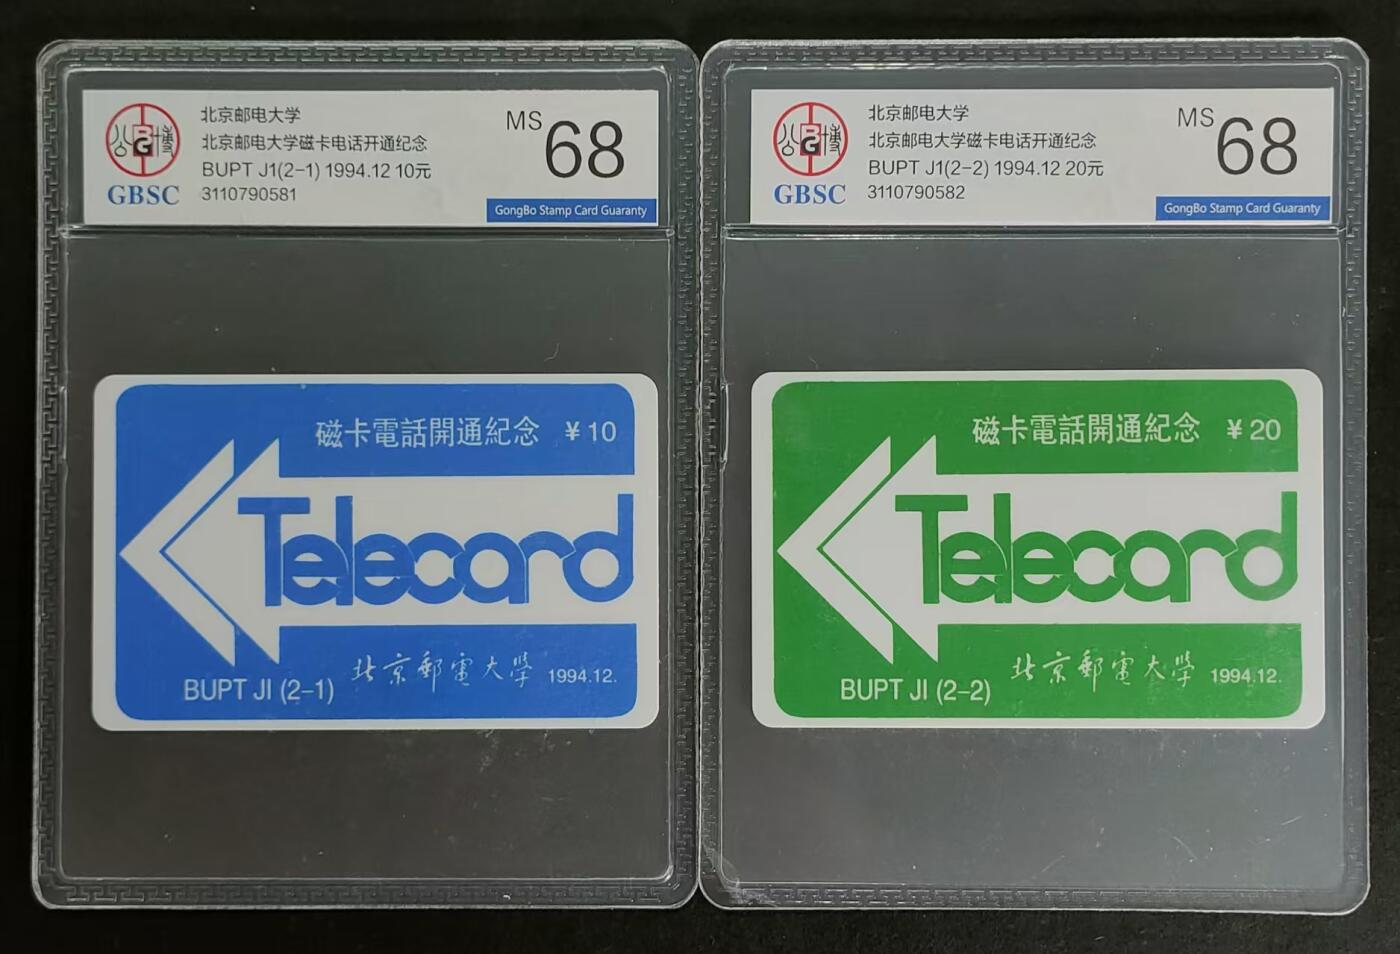 北京邮电大学
北京邮电大学磁卡电话开通纪念
BUPT J1(2-1) 1994.12 10元
3110790581
MS 68
公博
BG
GBSC
GongBo Stamp Card Guaranty
磁卡電話開通紀念 ¥10
Telecard
BUPT JI (2-1) 北京郵電大學 1994.12.
北京邮电大学
北京邮电大学磁卡电话开通纪念
BUPT J1(2-2) 1994.12 20元
3110790582
MS 68
公博
BG
GBSC
GongBo Stamp Card Guaranty
磁卡電話開通紀念 ¥20
Telecard
BUPT JI (2-2) 北京郵電大學 1994.12.